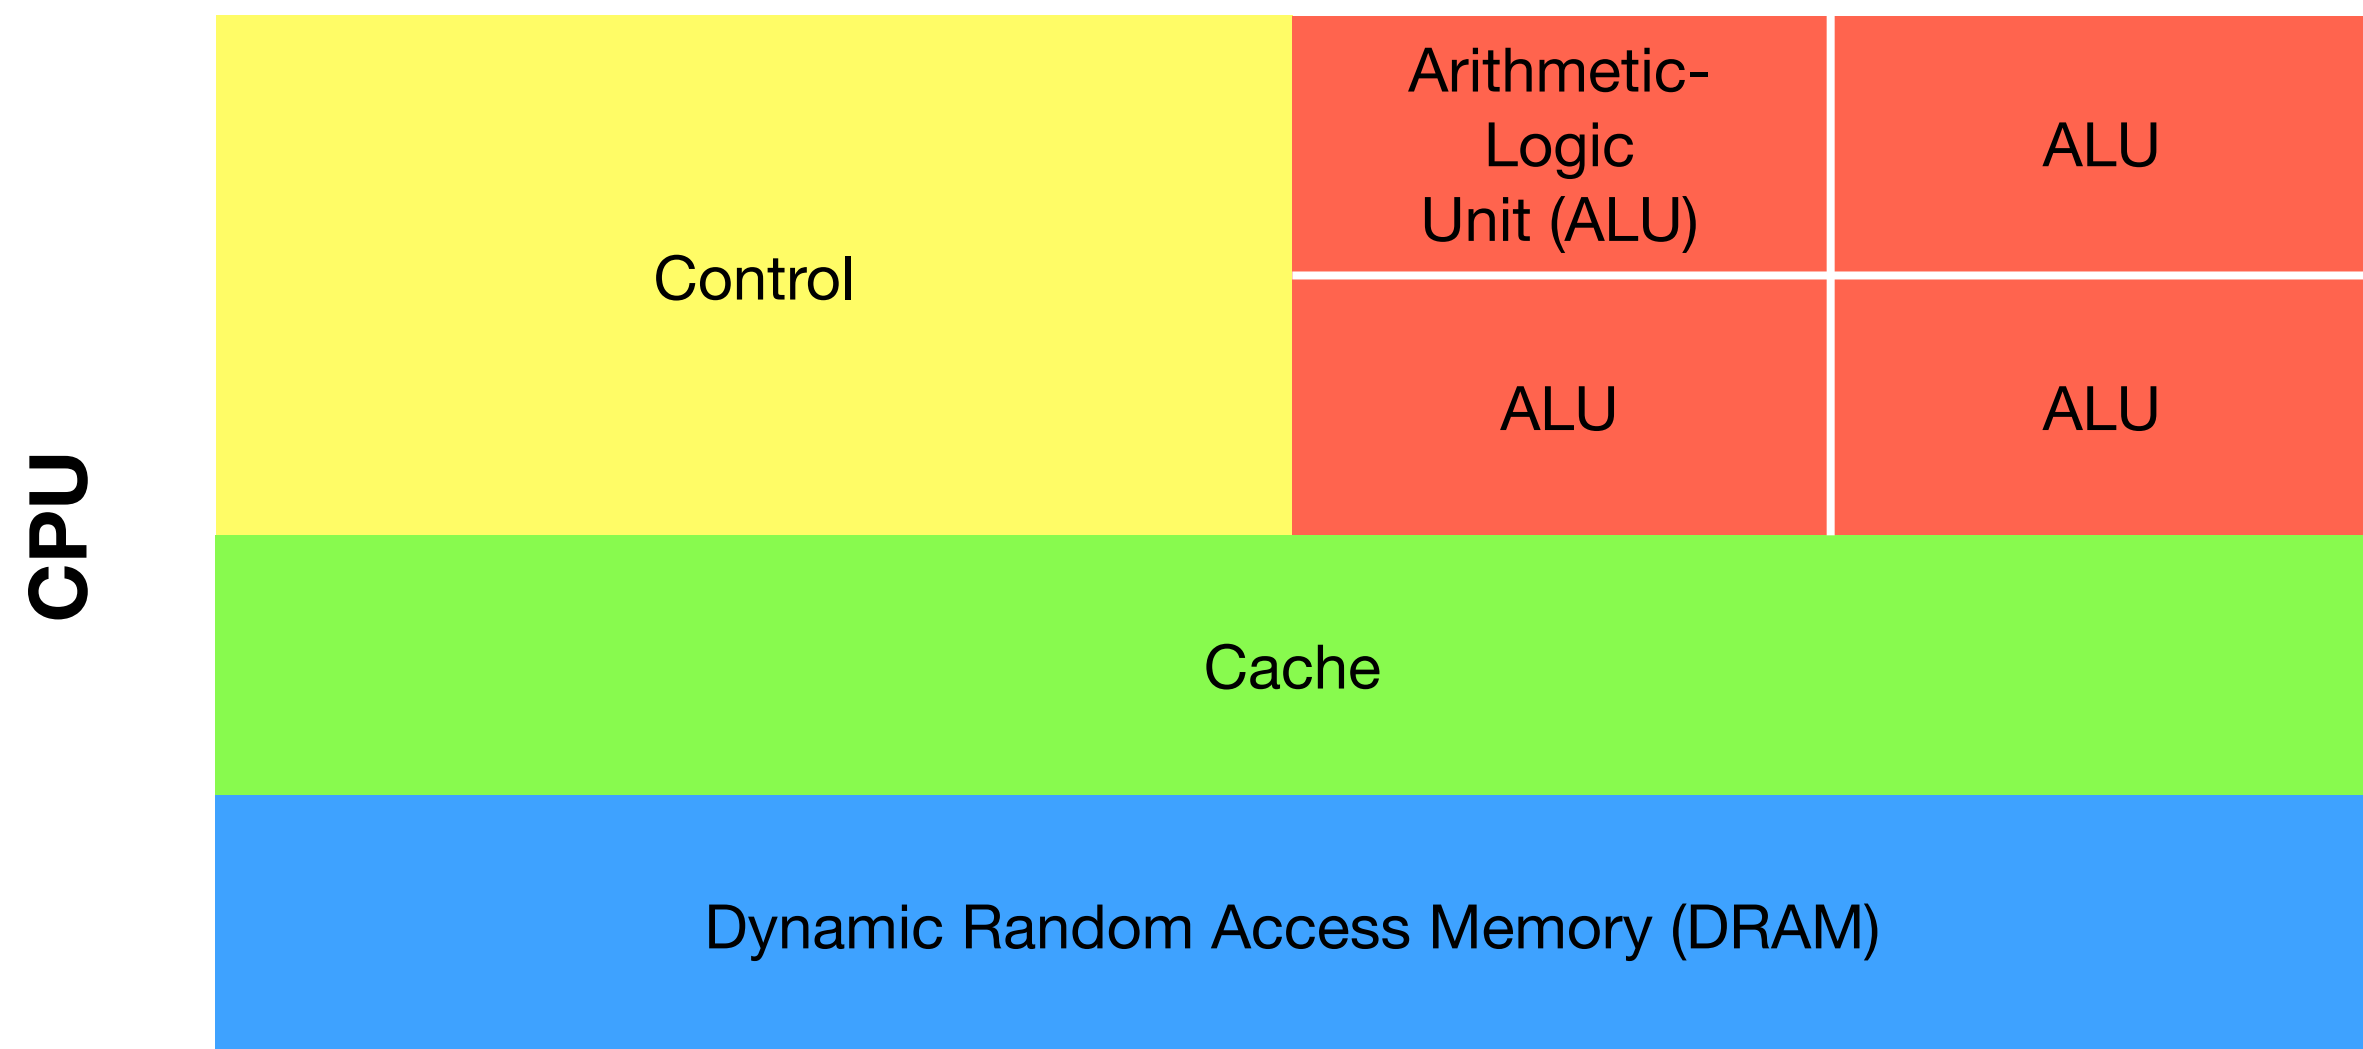 CPU
Control
Arithmetic-
Logic
Unit (ALU)
ALU
ALU
ALU
Cache
Dynamic Random Access Memory (DRAM)